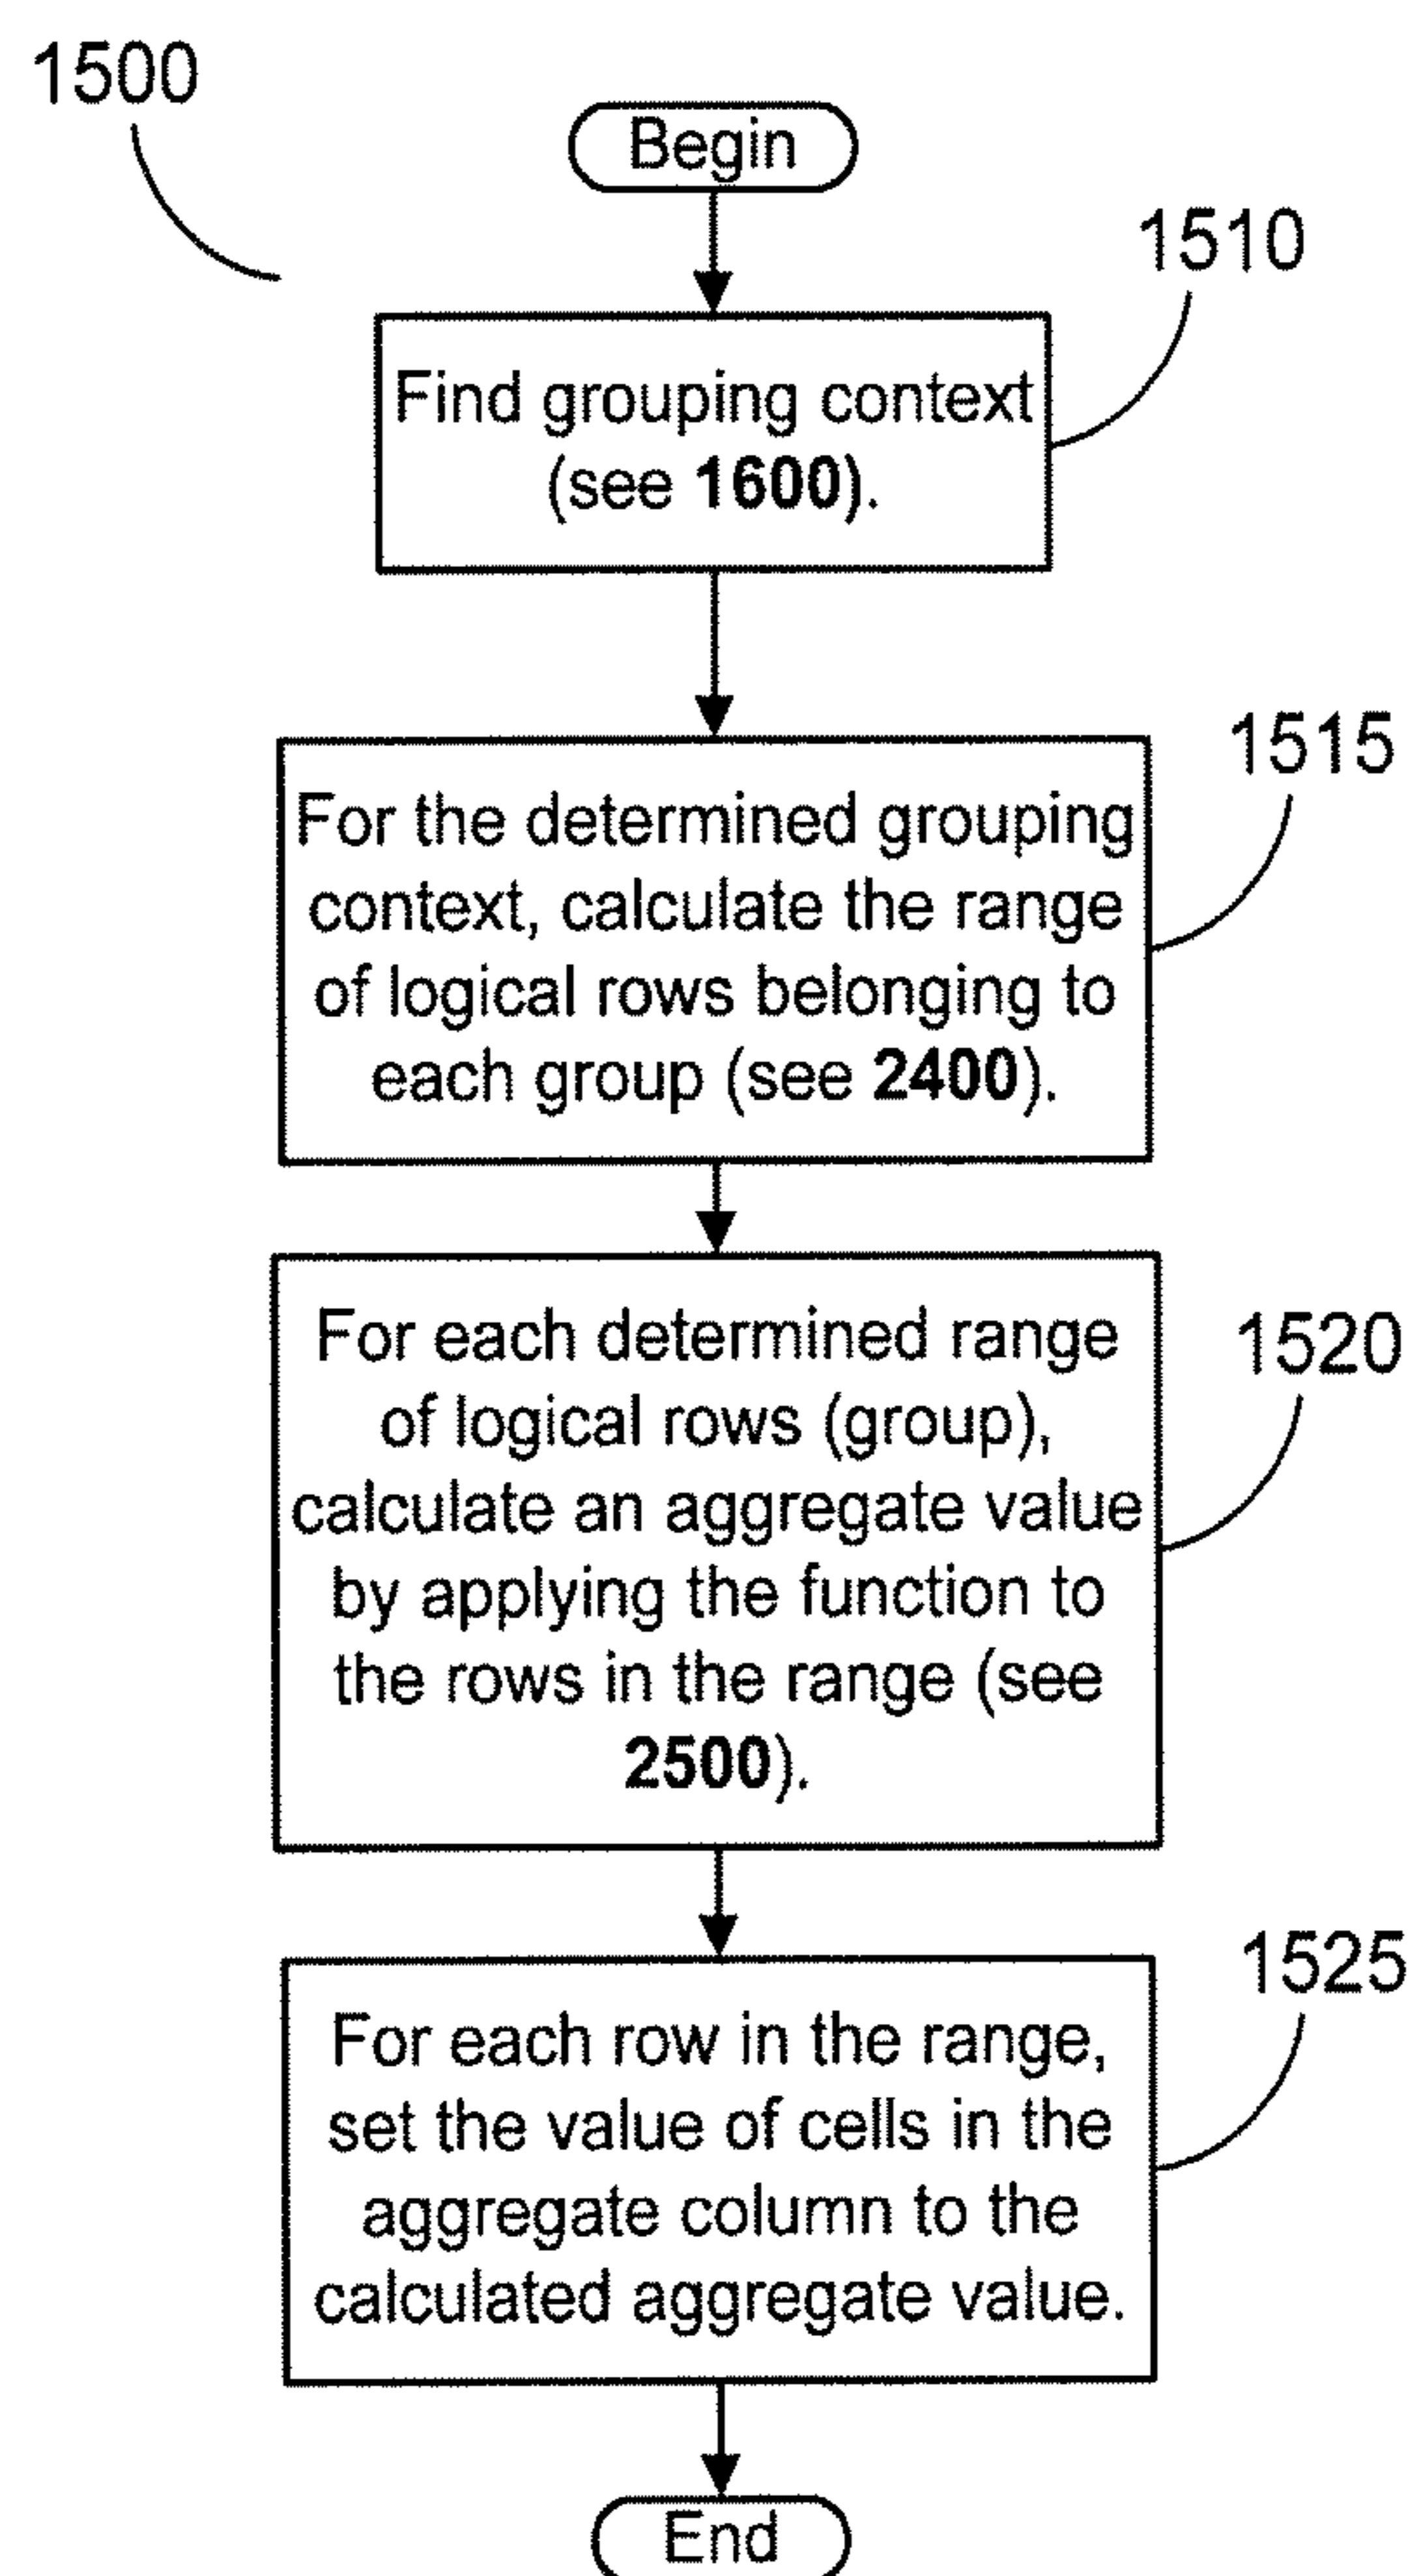 1500
Begin
1510
Find grouping context
(see 1600).
1515
For the determined grouping
context, calculate the range
of logical rows belonging to
each group (see 2400).
1520
For each determined range
of logical rows (group),
calculate an aggregate value
by applying the function to
the rows in the range (see
2500).
1525
For each row in the range,
set the value of cells in the
aggregate column to the
calculated aggregate value.
End